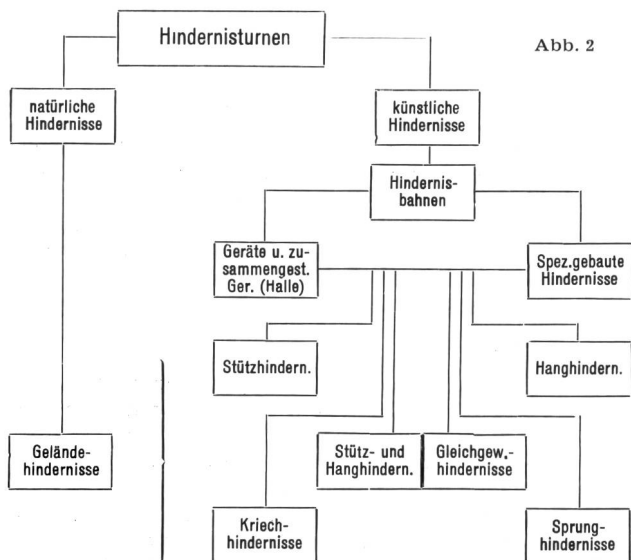 Hindernisturnen
Abb. 2
natürliche
Hindernisse
künstliche
Hindernisse
Hindernis-
bahnen
Geräte u. zu-
sammengest.
Ger. (Halle)
Spez.gebaute
Hindernisse
Stützhindern.
Hanghindern.
Gelände-
hindernisse
Stütz- und
Hanghindern.
Gleichgew.-
hindernisse
Kriech-
hindernisse
Sprung-
hindernisse